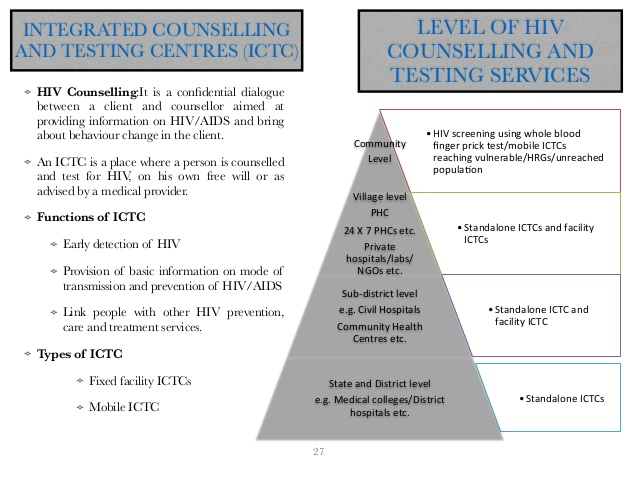 INTEGRATED COUNSELLING
AND TESTING CENTRES (ICTC)
✧ HIV Counselling:It is a confidential dialogue
between a client and counsellor aimed at
providing information on HIV/AIDS and bring
about behaviour change in the client.
✧ An ICTC is a place where a person is counselled
and test for HIV, on his own free will or as
advised by a medical provider.
✧ Functions of ICTC
✧ Early detection of HIV
✧ Provision of basic information on mode of
transmission and prevention of HIV/AIDS
✧ Link people with other HIV prevention,
care and treatment services.
✧ Types of ICTC
✧ Fixed facility ICTCs
✧ Mobile ICTC
LEVEL OF HIV
COUNSELLING AND
TESTING SERVICES
Community
Level
• HIV screening using whole blood
finger prick test/mobile ICTCs
reaching vulnerable/HRGs/unreached
population
Village level
PHC
24 X 7 PHCs etc.
Private
hospitals/labs/
NGOs etc.
• Standalone ICTCs and facility
ICTCs
Sub-district level
e.g. Civil Hospitals
Community Health
Centres etc.
• Standalone ICTC and
facility ICTC
State and District level
e.g. Medical colleges/District
hospitals etc.
• Standalone ICTCs
27